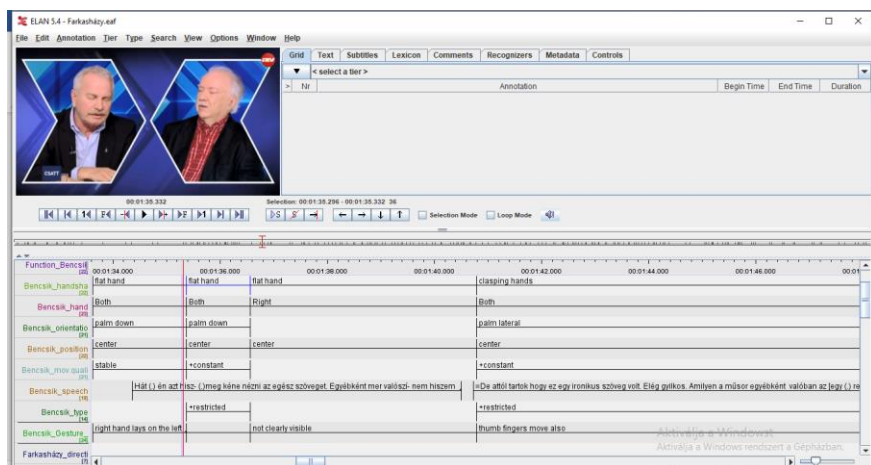 ELAN 5.4 - Farkasházy.eaf
File Edit Annotation Tier Type Search View Options Window Help
Grid Text Subtitles Lexicon Comments Recognizers Metadata Controls
< select a tier >
> Nr Annotation Begin Time End Time Duration
CSATT
00:01:35.332 Selection: 00:01:35.296 - 00:01:35.332 36
Selection Mode Loop Mode
Function_Bencsik
00:01:34.000 00:01:36.000 00:01:38.000 00:01:40.000 00:01:42.000 00:01:44.000 00:01:46.000
Bencsik_handsha flat hand flat hand flat hand clasping hands
Bencsik_hand Both Both Right Both
Bencsik_orientatio palm down palm down palm lateral
Bencsik_position center center center center
Bencsik_mov quali stable +constant +constant
Bencsik_speech Hát (.) én azt hisz- (.)meg kéne nézni az egész szöveget. Egyébként mer valószí- nem hiszem. =De attól tartok hogy ez egy ironikus szöveg volt. Elég gyilkos. Amilyen a műsor egyébként valóban az [egy (.) re
Bencsik_type +restricted +restricted
Bencsik_Gesture_ right hand lays on the left. not clearly visible thumb fingers move also
Aktiválja a Windowst
Aktiválja a Windows rendszert a Gépházban.
Farkasházy_directi